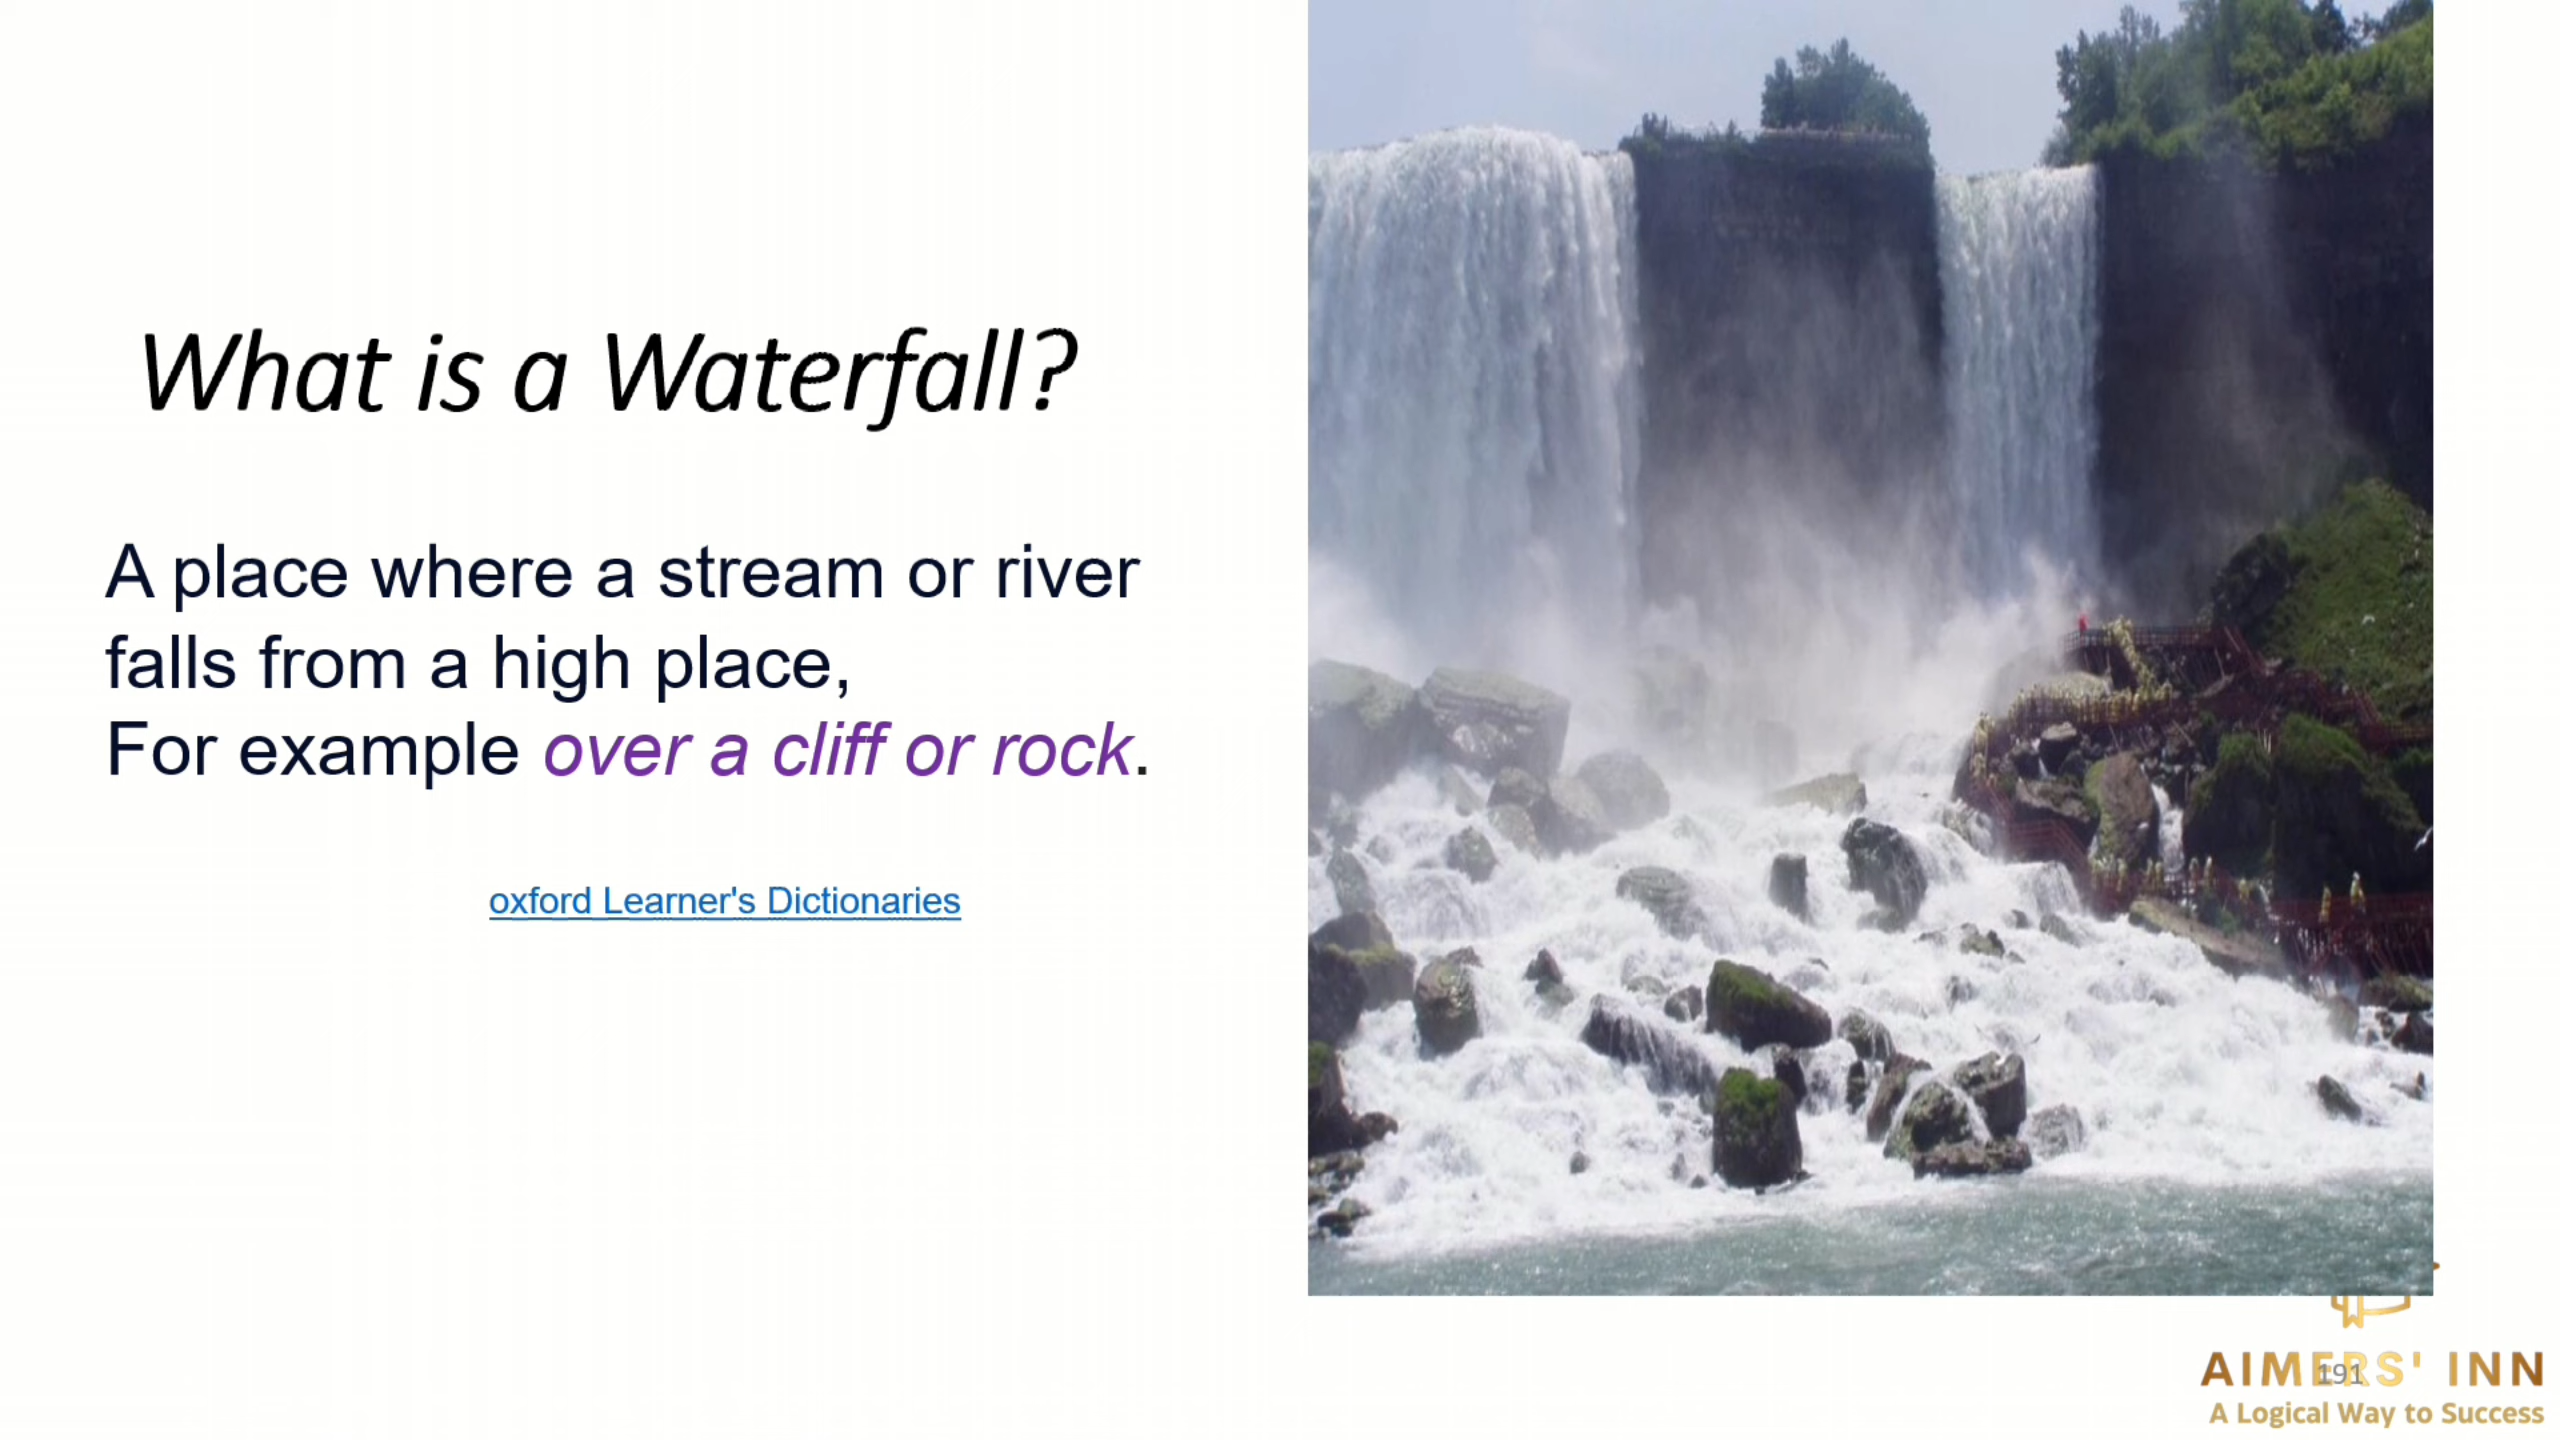 What is a Waterfall?
A place where a stream or river
falls from a high place,
For example over a cliff or rock.
oxford Learner's Dictionaries
AIMERS' INN
191
A Logical Way to Success